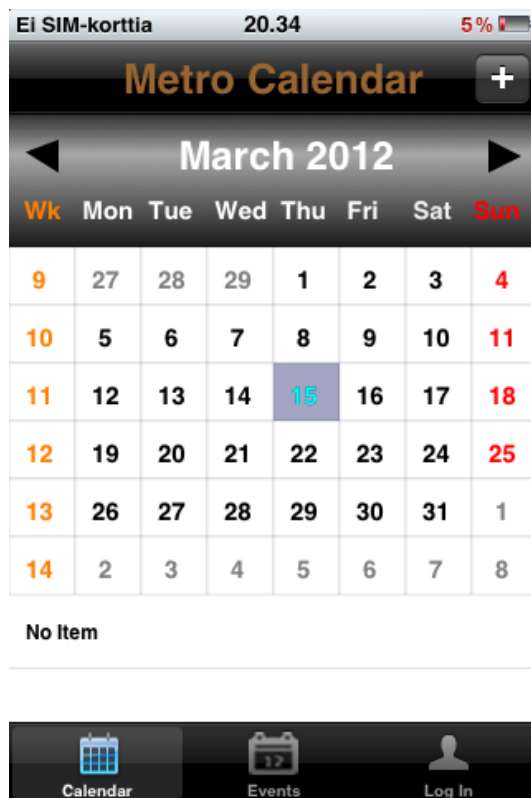 Ei SIM-korttia 20.34 5%
Metro Calendar +
March 2012
Wk Mon Tue Wed Thu Fri Sat Sun
9 27 28 29 1 2 3 4
10 5 6 7 8 9 10 11
11 12 13 14 15 16 17 18
12 19 20 21 22 23 24 25
13 26 27 28 29 30 31 1
14 2 3 4 5 6 7 8
No Item
12
Calendar Events Log In